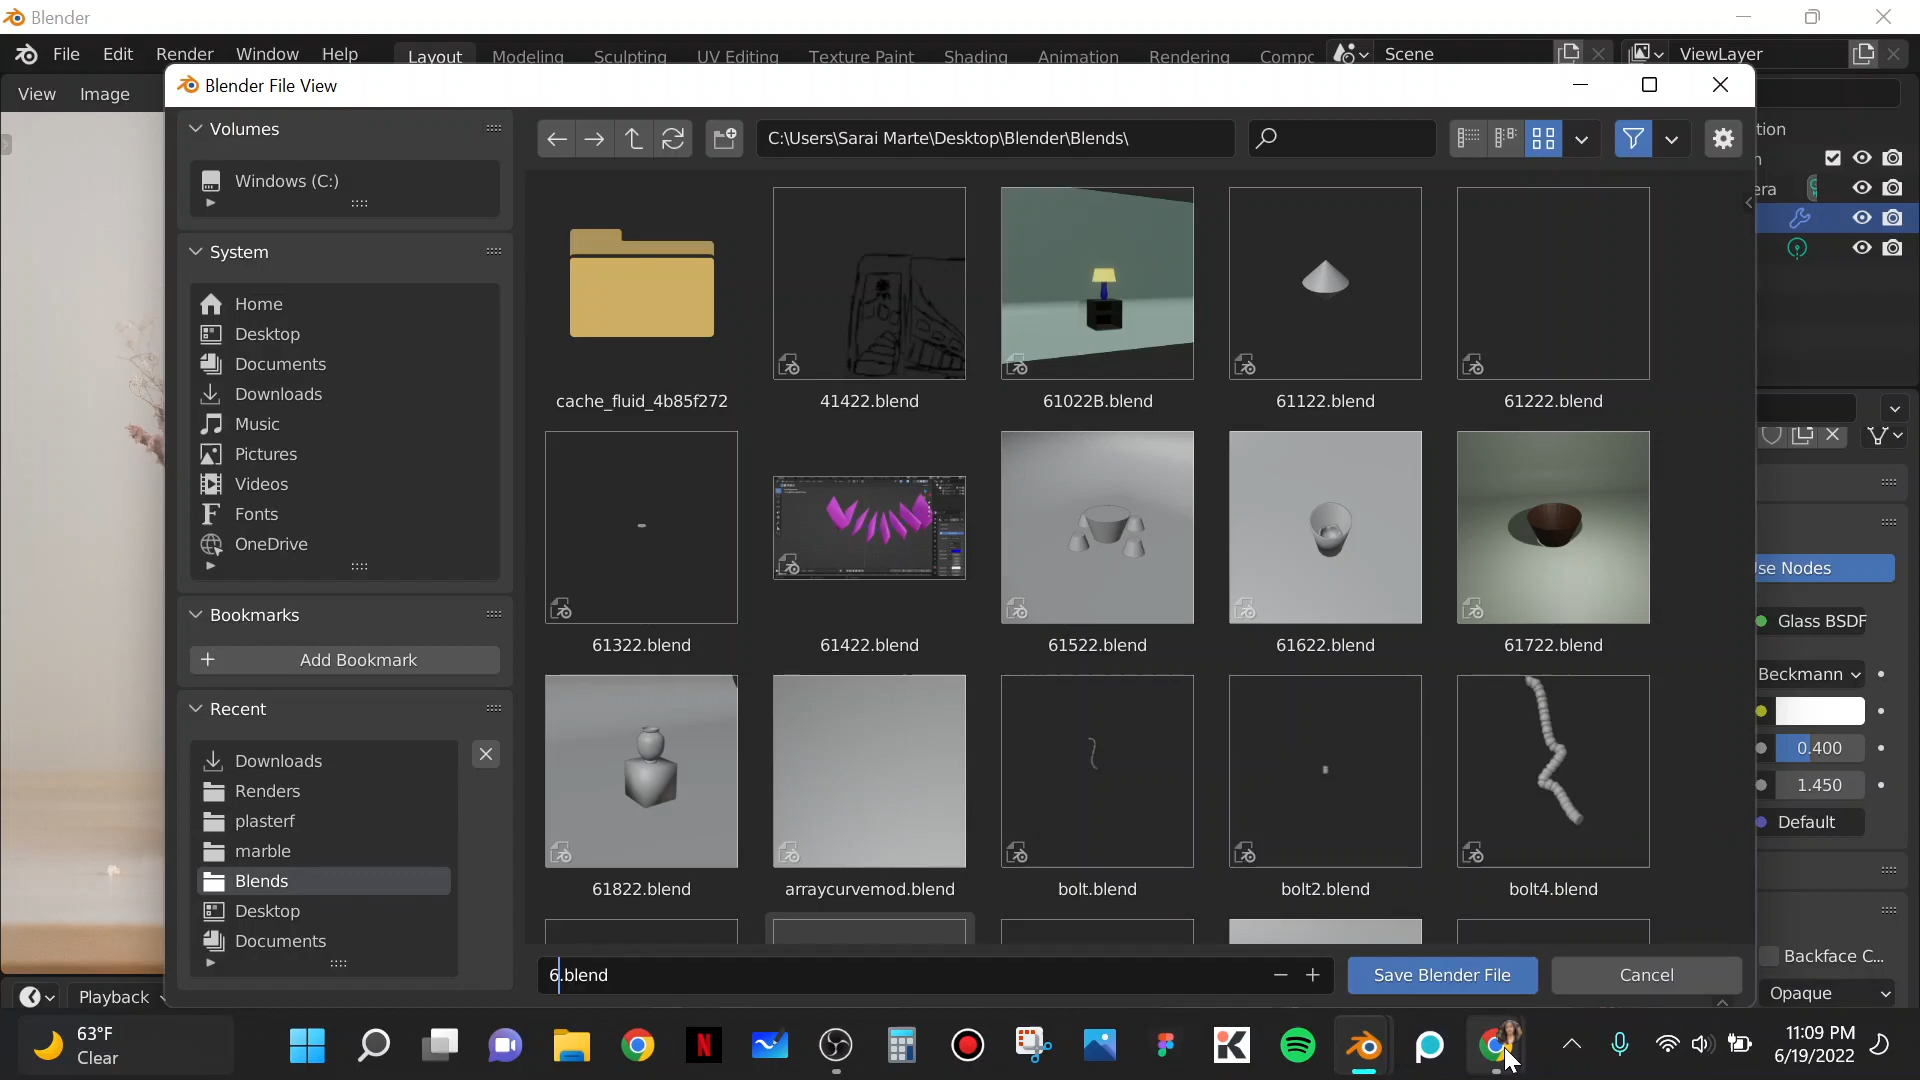 Blender
File Edit Render Window Help Layout Modeling Sculpting UV Editing Texture Paint Shading Animation Rendering Compc Scene ViewLayer
View Image
Blender File View
Volumes
Windows (C:)
System
Home
Desktop
Documents
Downloads
Music
Pictures
Videos
Fonts
OneDrive
Bookmarks
Add Bookmark
Recent
Downloads
Renders
plasterf
marble
Blends
Desktop
Documents
C:\Users\Sarai Marte\Desktop\Blender\Blends\
cache_fluid_4b85f272 41422.blend 61022B.blend 61122.blend 61222.blend
61322.blend 61422.blend 61522.blend 61622.blend 61722.blend
61822.blend arraycurvemod.blend bolt.blend bolt2.blend bolt4.blend
6.blend
Save Blender File
Cancel
tion
n
era
Use Nodes
Glass BSDF
Beckmann
0.400
1.450
Default
Backface C...
Opaque
Playback
63°F
Clear
11:09 PM
6/19/2022